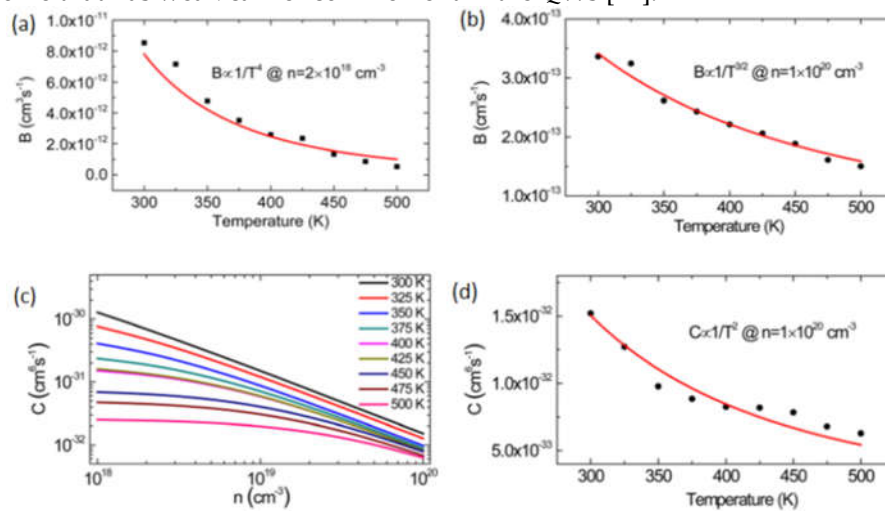 (a)
1.0x10⁻¹¹
8.0x10⁻¹²
6.0x10⁻¹²
4.0x10⁻¹²
2.0x10⁻¹²
0.0
B (cm³s⁻¹)
B∝1/T⁴ @ n=2×10¹⁸ cm⁻³
300 350 400 450 500
Temperature (K)
(b)
4.0x10⁻¹³
3.0x10⁻¹³
2.0x10⁻¹³
1.0x10⁻¹³
B (cm³s⁻¹)
B∝1/T³ᐟ² @ n=1×10²⁰ cm⁻³
300 350 400 450 500
Temperature (K)
(c)
10⁻³⁰
10⁻³¹
10⁻³²
C (cm⁶s⁻¹)
300 K
325 K
350 K
375 K
400 K
425 K
450 K
475 K
500 K
10¹⁸ 10¹⁹ 10²⁰
n (cm⁻³)
(d)
1.5x10⁻³²
1.0x10⁻³²
5.0x10⁻³³
C (cm⁶s⁻¹)
C∝1/T² @ n=1×10²⁰ cm⁻³
300 350 400 450 500
Temperature (K)